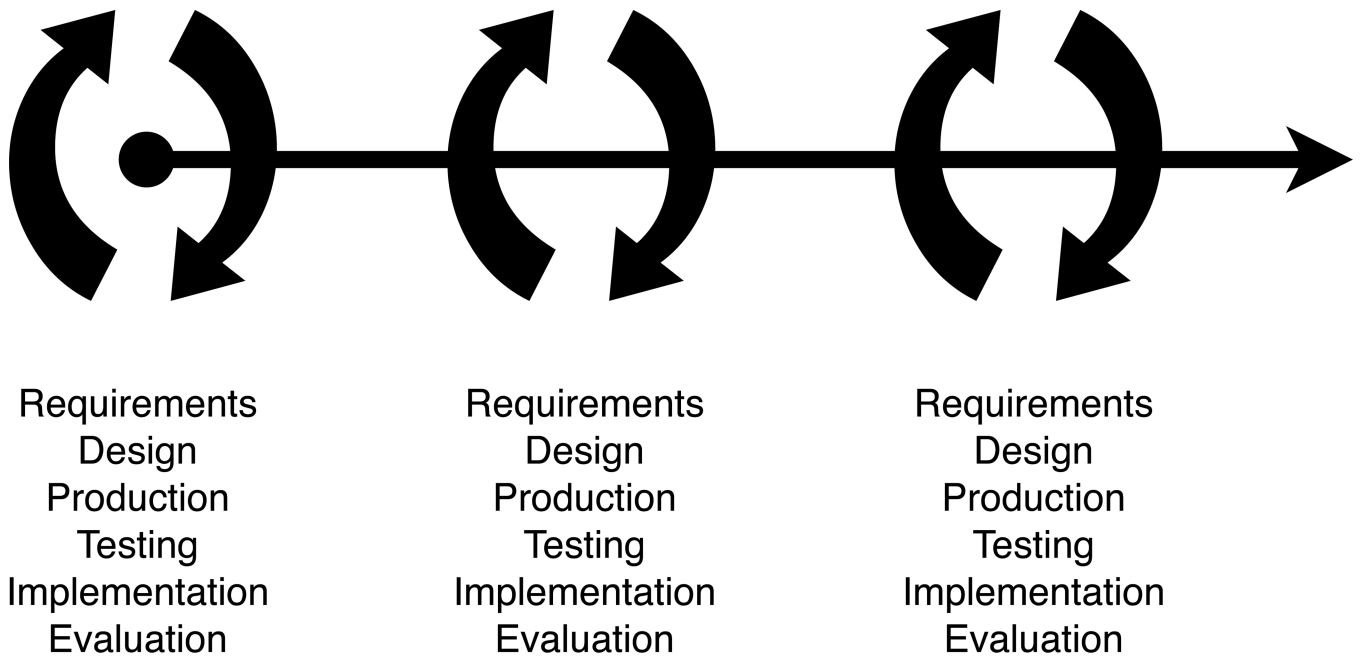 Requirements
Design
Production
Testing
Implementation
Evaluation
Requirements
Design
Production
Testing
Implementation
Evaluation
Requirements
Design
Production
Testing
Implementation
Evaluation